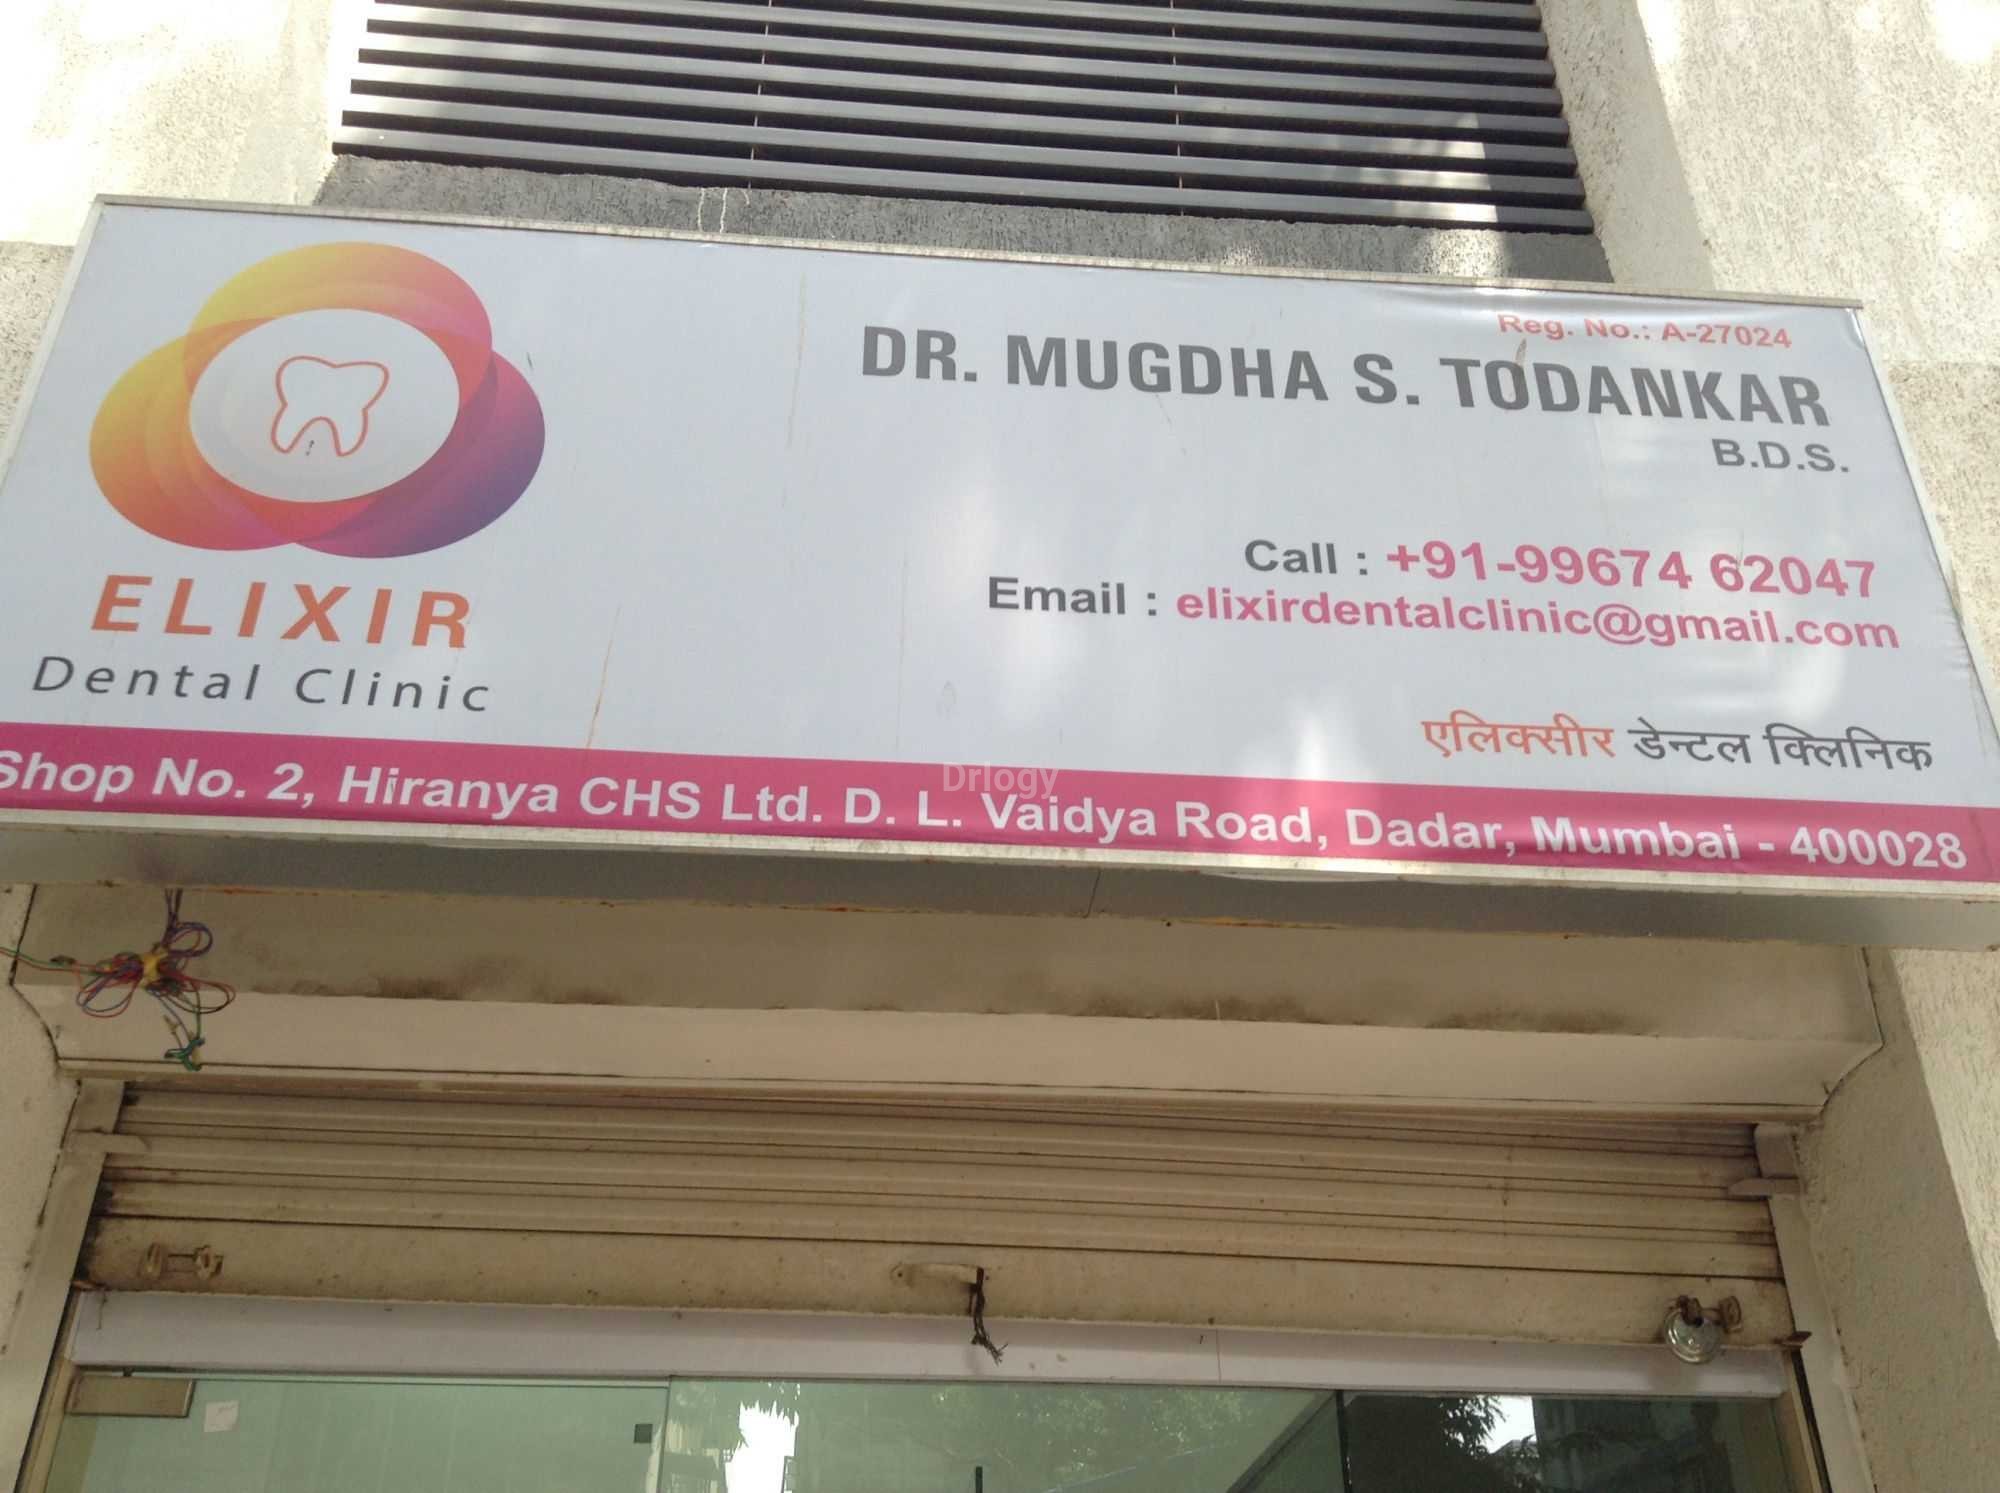 Reg. No.: A-27024
DR. MUGDHA S. TODANKAR
B.D.S.
Call : +91-99674 62047
Email : elixirdentalclinic@gmail.com
ELIXIR
Dental Clinic
एलिक्सीर डेन्टल क्लिनिक
Shop No. 2, Hiranya CHS Ltd. D. L. Vaidya Road, Dadar, Mumbai - 400028
Drlogy